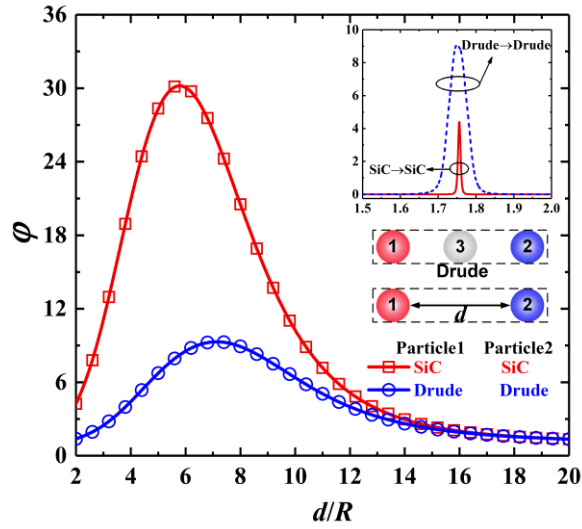 36
30
24
18
12
6
0
φ
2 4 6 8 10 12 14 16 18 20
d/R
10
8
6
4
2
0
1.5 1.6 1.7 1.8 1.9 2.0
Drude→Drude
SiC→SiC
1 3 2
Drude
1 d 2
Particle1 Particle2
SiC SiC
Drude Drude